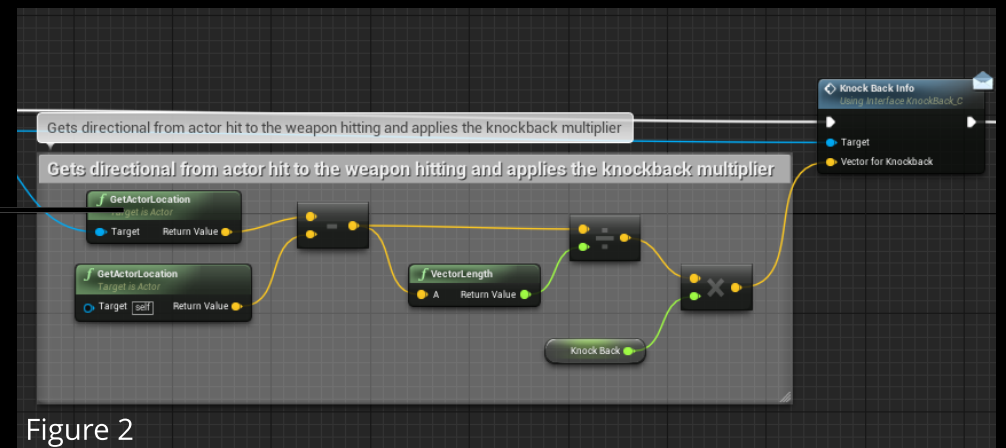 Knock Back Info
Using Interface KnockBack_C
Gets directional from actor hit to the weapon hitting and applies the knockback multiplier
Target
Vector for Knockback
Gets directional from actor hit to the weapon hitting and applies the knockback multiplier
f GetActorLocation
Target is Actor
Target Return Value
-
÷
f GetActorLocation
Target is Actor
Target self Return Value
f VectorLength
A Return Value
×
Knock Back
Figure 2